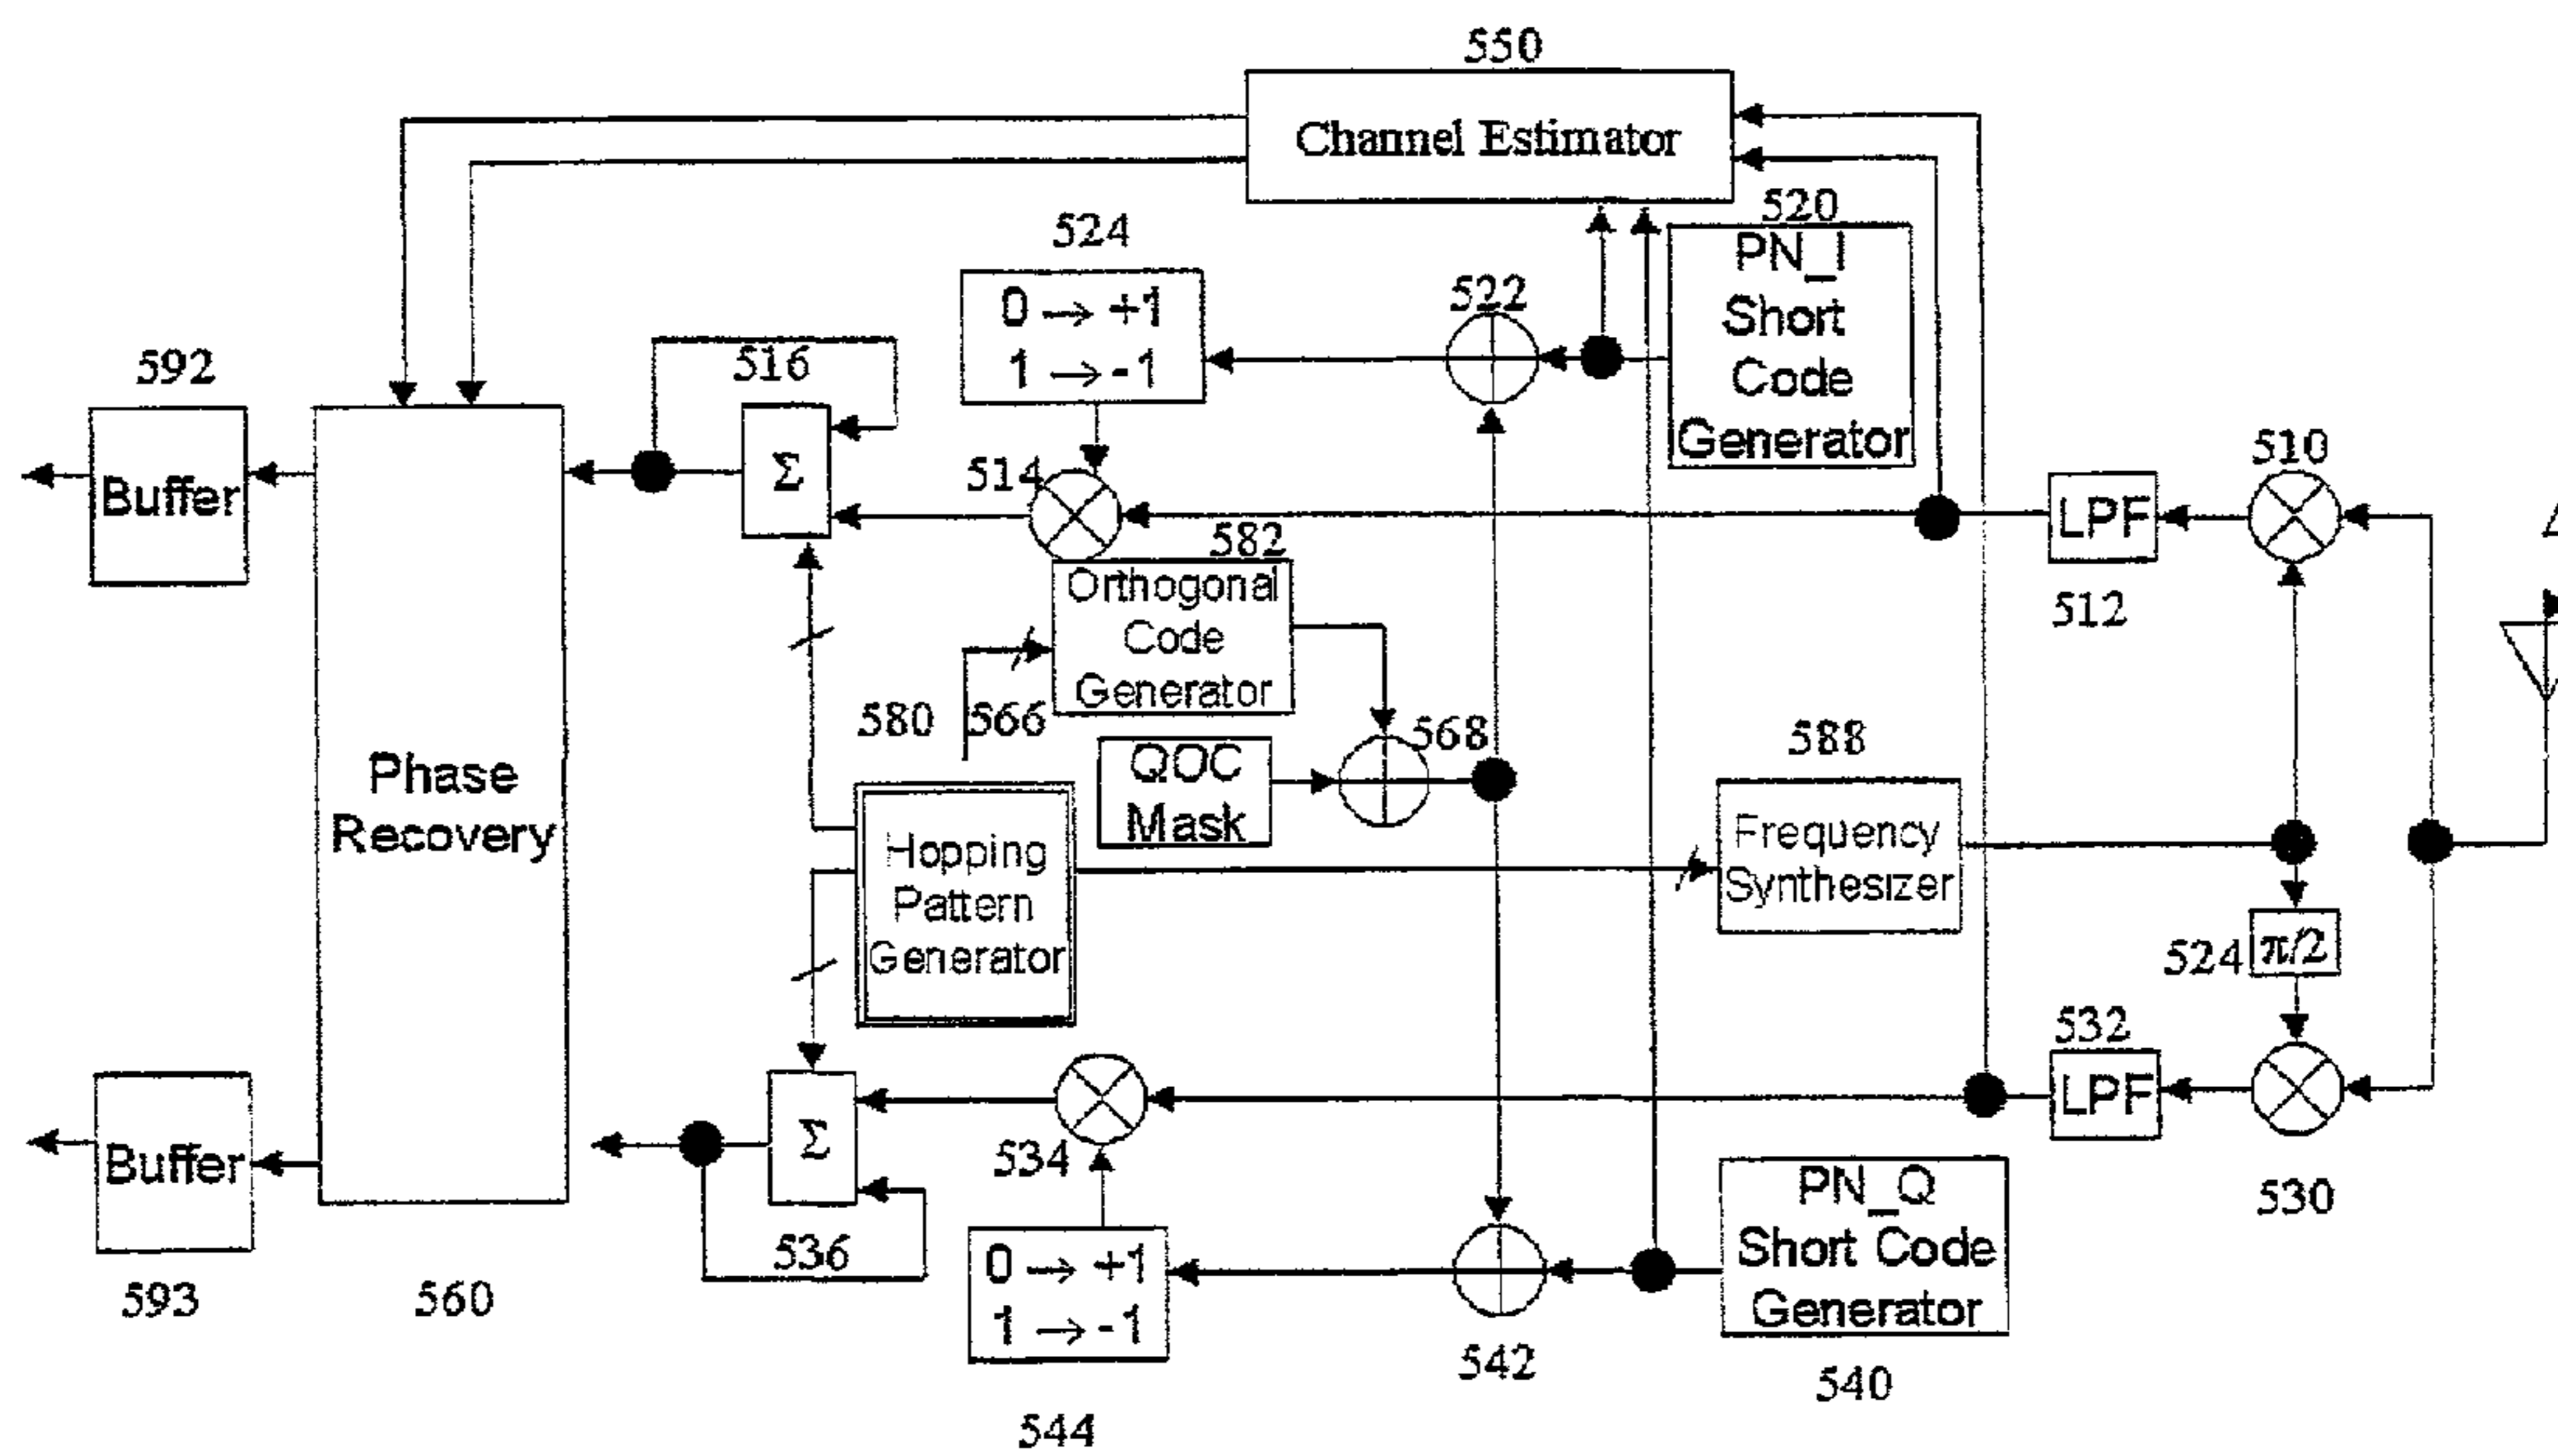 550
Channel Estimator
520
PN_I
Short
Code
Generator
524
0 → +1
1 → -1
522
592
Buffer
516
Σ
514
510
LPF
512
582
Orthogonal
Code
Generator
580
566
568
QOC
Mask
588
Frequency
Synthesizer
Phase
Recovery
Hopping
Pattern
Generator
524
π/2
532
LPF
530
Σ
534
536
Buffer
593
560
0 → +1
1 → -1
544
542
PN_Q
Short Code
Generator
540